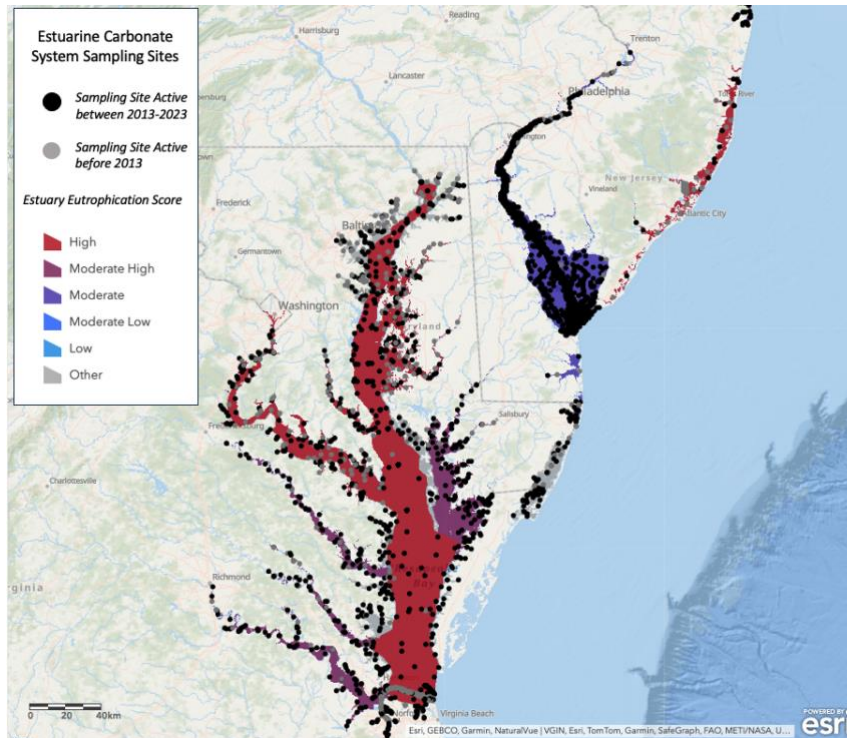 Estuarine Carbonate
System Sampling Sites
Sampling Site Active
between 2013-2023
Sampling Site Active
before 2013
Estuary Eutrophication Score
High
Moderate High
Moderate
Moderate Low
Low
Other
Reading
Harrisburg
Trenton
Lancaster
Philadelphia
River
New Jersey
Vineland
Frederick
Atlantic City
Germantown
Washington
Salisbury
Charlottesville
Richmond
Virginia Beach
0 20 40km
Esri, GEBCO, Garmin, NaturalVue | VGIN, Esri, TomTom, Garmin, SafeGraph, FAO, METI/NASA, U...
POWERED BY
esri